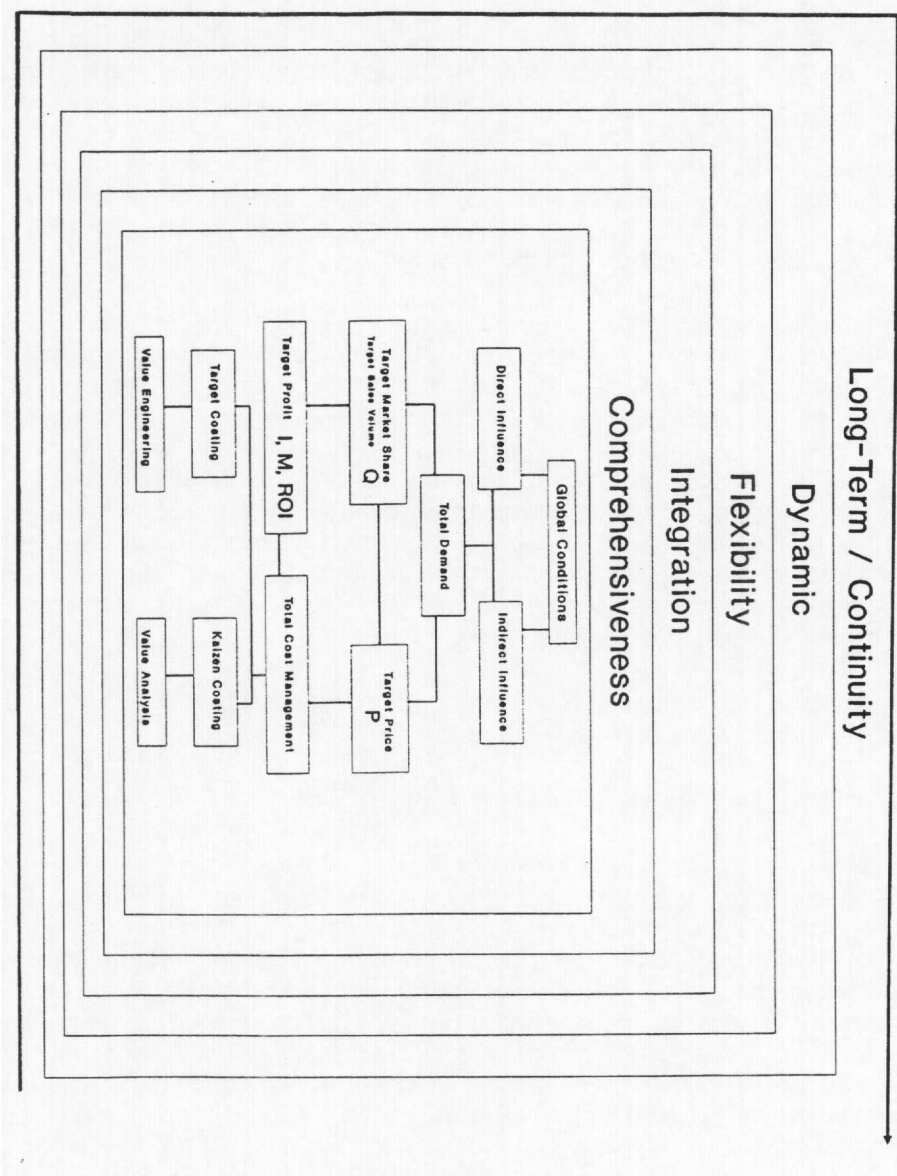 Long-Term / Continuity
Dynamic
Flexibility
Integration
Comprehensiveness
Global Conditions
Direct Influence
Indirect Influence
Total Demand
Target Market Share
Target Sales Volume Q
Target Price
P
Target Profit I, M, ROI
Total Cost Management
Target Costing
Kaizen Costing
Value Engineering
Value Analysis